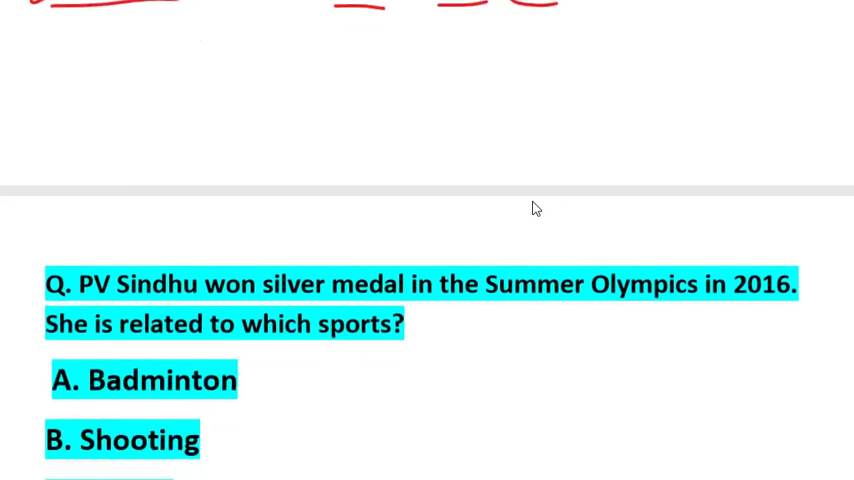 Q. PV Sindhu won silver medal in the Summer Olympics in 2016.
She is related to which sports?
A. Badminton
B. Shooting